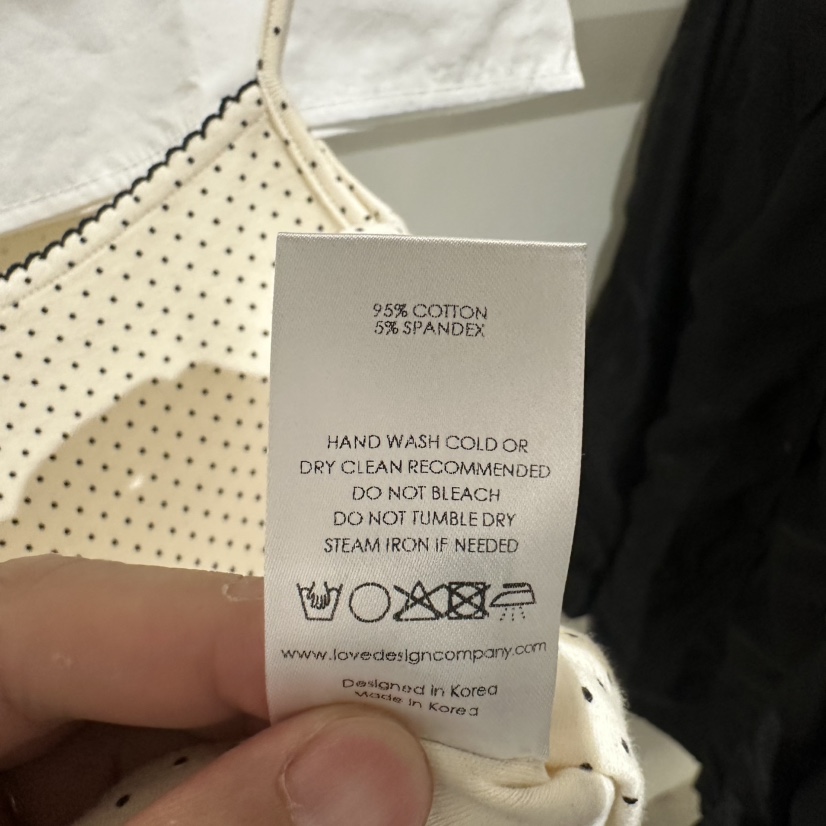 95% COTTON
5% SPANDEX
HAND WASH COLD OR
DRY CLEAN RECOMMENDED
DO NOT BLEACH
DO NOT TUMBLE DRY
STEAM IRON IF NEEDED
www.lovedesigncompany.com
Designed in Korea
Made in Korea